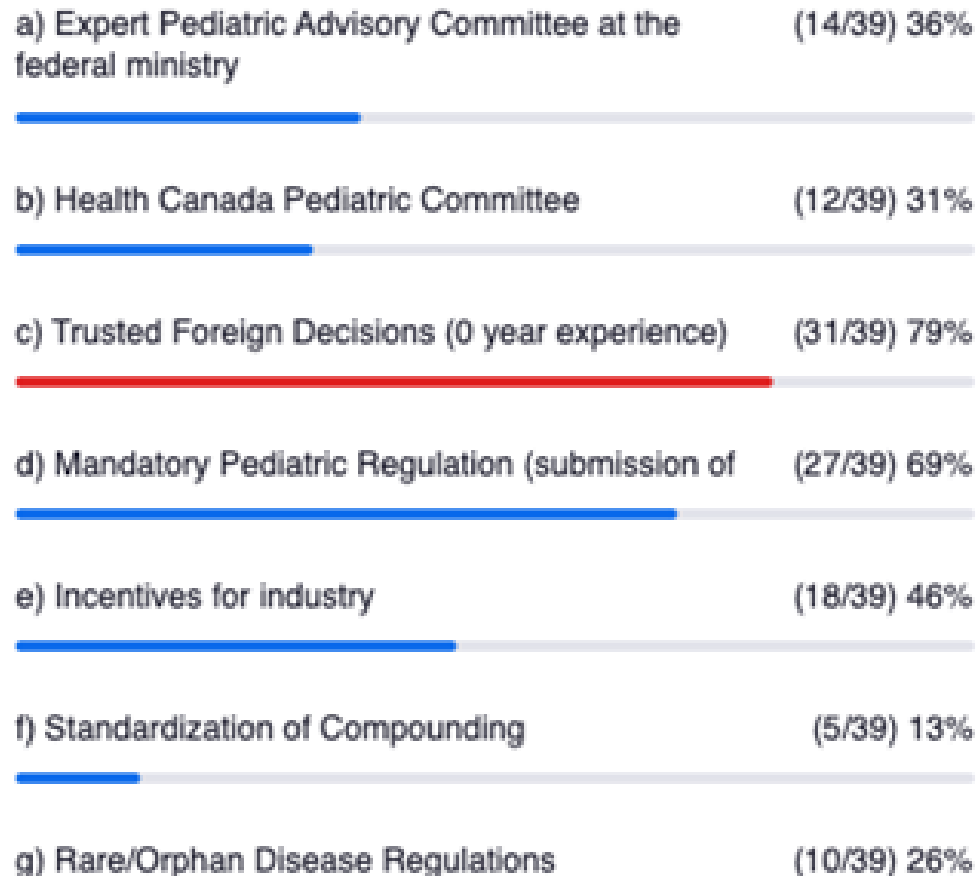 a) Expert Pediatric Advisory Committee at the (14/39) 36%
federal ministry
b) Health Canada Pediatric Committee (12/39) 31%
c) Trusted Foreign Decisions (0 year experience) (31/39) 79%
d) Mandatory Pediatric Regulation (submission of (27/39) 69%
e) Incentives for industry (18/39) 46%
f) Standardization of Compounding (5/39) 13%
g) Rare/Orphan Disease Regulations (10/39) 26%